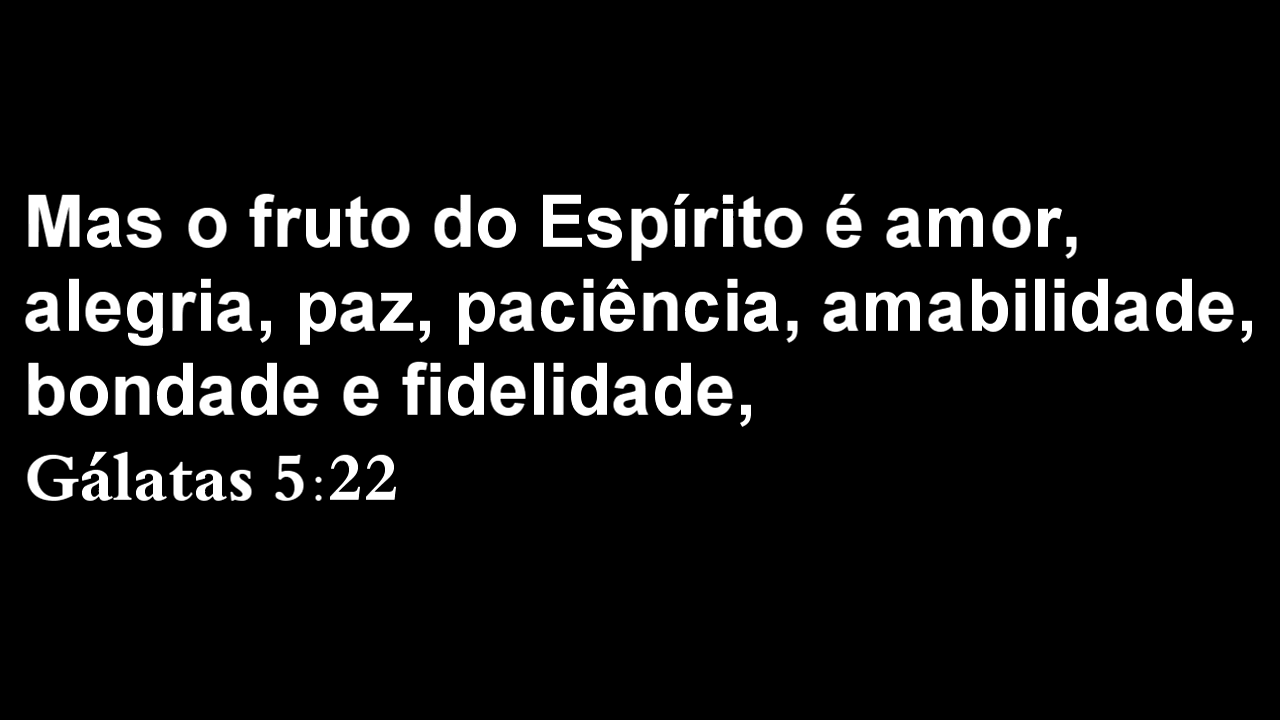 Mas o fruto do Espírito é amor,
alegria, paz, paciência, amabilidade,
bondade e fidelidade,
Gálatas 5:22